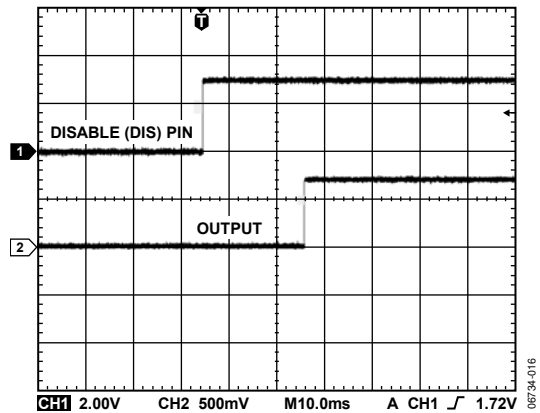 T
DISABLE (DIS) PIN
1
OUTPUT
2
CH1 2.00V CH2 500mV M10.0ms A CH1 1.72V
06734-016